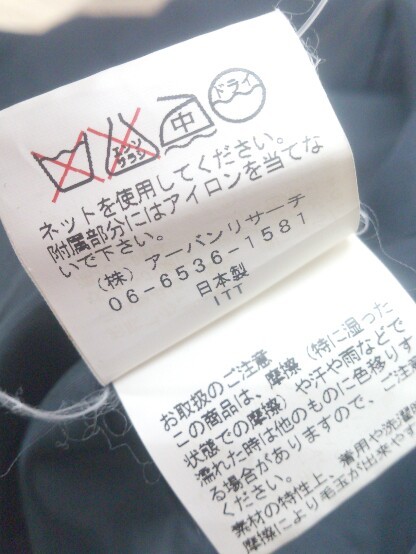 エンソ
サラシ
中
ドライ
ネットを使用してください。
附属部分にはアイロンを当てな
いで下さい。
(株) アーバンリサーチ
06-6536-1581
日本製
ITT
お取扱のご注意
この商品は、摩擦(特に湿った
状態での摩擦)や汗や雨などで
濡れた時は他のものに色移りす
る場合がありますので、ご注意
ください。
素材の特性上、着用や洗濯
摩擦により毛玉が出来やす